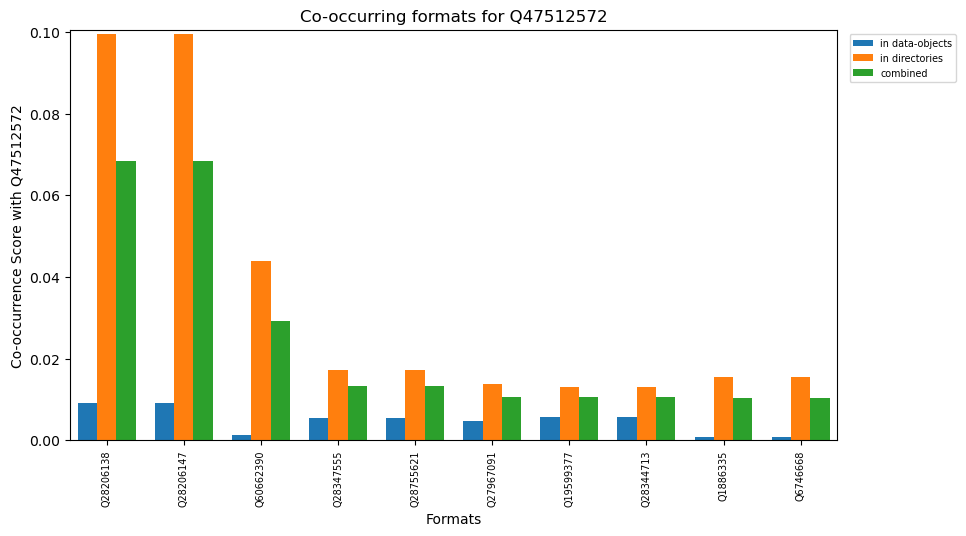 Co-occurring formats for Q47512572
Co-occurrence Score with Q47512572
0.10
0.08
0.06
0.04
0.02
0.00
Q28206138
Q28206147
Q60662390
Q28347555
Q28755621
Q27967091
Q19599377
Q28344713
Q1886335
Q6746668
Formats
in data-objects
in directories
combined